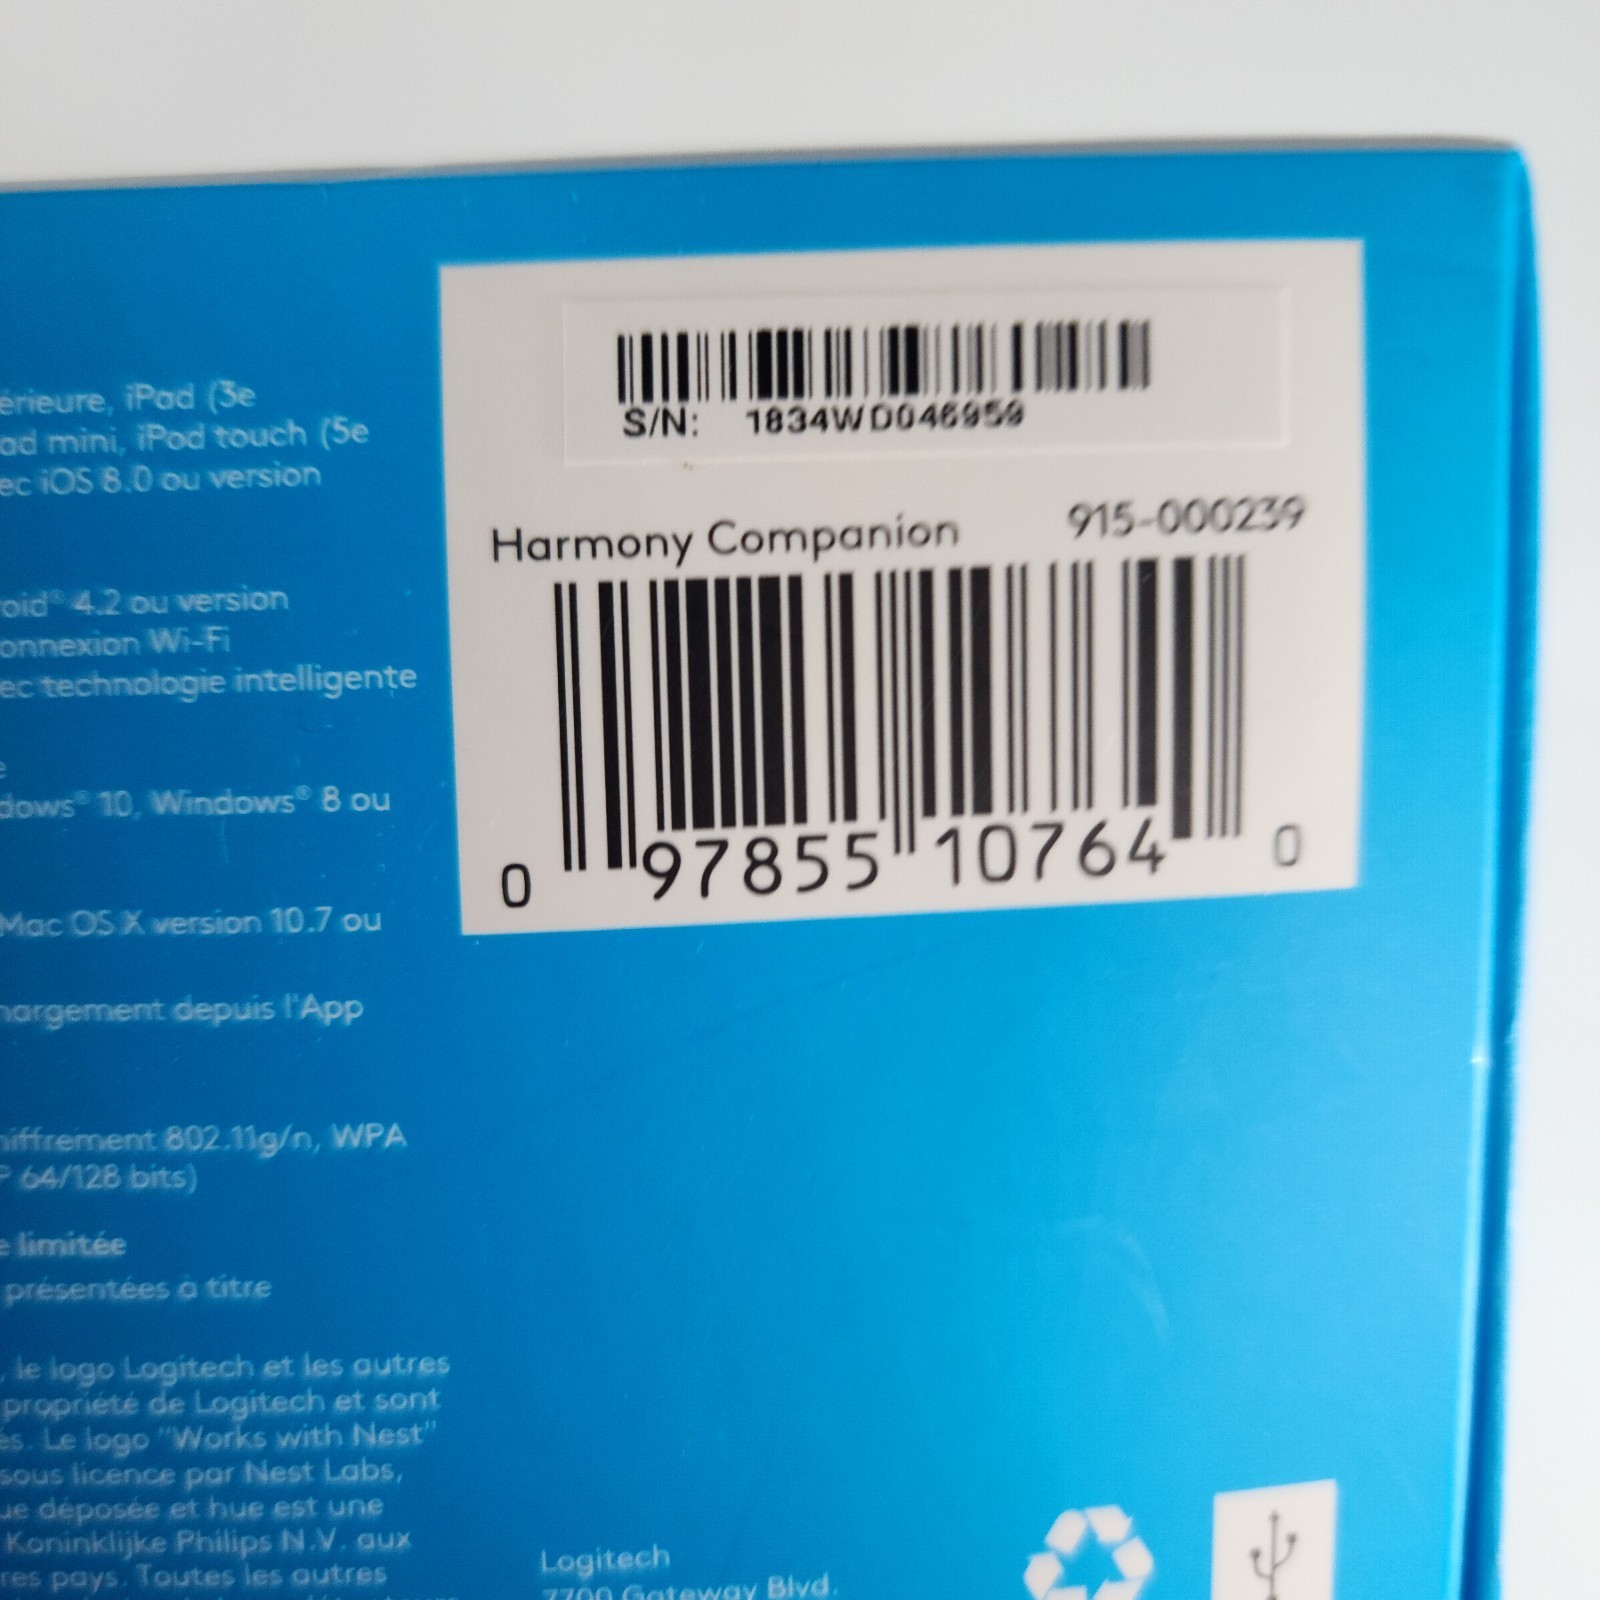 érieure, iPad (3e
ad mini, iPod touch (5e
ec iOS 8.0 ou version
roid® 4.2 ou version
onnexion Wi-Fi
ec technologie intelligente
e
dows® 10, Windows® 8 ou
Mac OS X version 10.7 ou
hargement depuis l'App
hiffrement 802.11g/n, WPA
P 64/128 bits)
e limitée
présentées à titre
, le logo Logitech et les autres
propriété de Logitech et sont
és. Le logo "Works with Nest"
sous licence par Nest Labs,
ue déposée et hue est une
Koninklijke Philips N.V. aux
res pays. Toutes les autres
S/N: 1834WD046959
Harmony Companion 915-000239
0 97855 10764 0
Logitech
7700 Gateway Blvd.